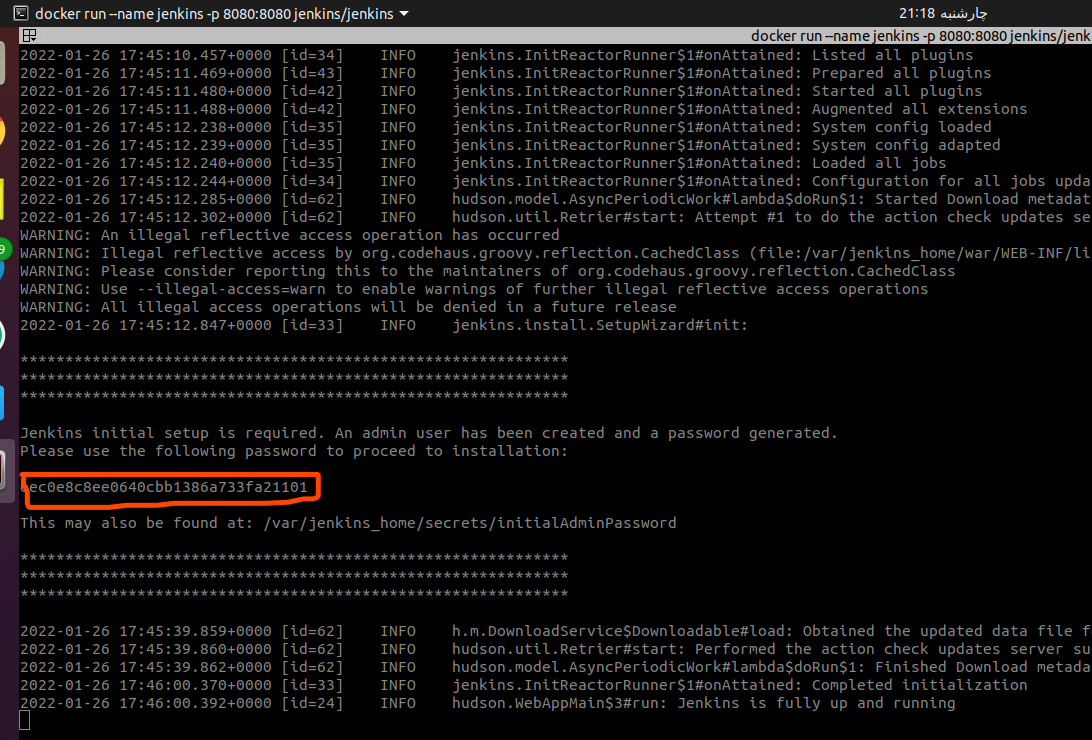 docker run --name jenkins -p 8080:8080 jenkins/jenkins
21:18 چارشنبه
docker run --name jenkins -p 8080:8080 jenkins/jenk
2022-01-26 17:45:10.457+0000 [id=34] INFO jenkins.InitReactorRunner$1#onAttained: Listed all plugins
2022-01-26 17:45:11.469+0000 [id=43] INFO jenkins.InitReactorRunner$1#onAttained: Prepared all plugins
2022-01-26 17:45:11.480+0000 [id=42] INFO jenkins.InitReactorRunner$1#onAttained: Started all plugins
2022-01-26 17:45:11.488+0000 [id=42] INFO jenkins.InitReactorRunner$1#onAttained: Augmented all extensions
2022-01-26 17:45:12.238+0000 [id=35] INFO jenkins.InitReactorRunner$1#onAttained: System config loaded
2022-01-26 17:45:12.239+0000 [id=35] INFO jenkins.InitReactorRunner$1#onAttained: System config adapted
2022-01-26 17:45:12.240+0000 [id=35] INFO jenkins.InitReactorRunner$1#onAttained: Loaded all jobs
2022-01-26 17:45:12.244+0000 [id=34] INFO jenkins.InitReactorRunner$1#onAttained: Configuration for all jobs upda
2022-01-26 17:45:12.285+0000 [id=62] INFO hudson.model.AsyncPeriodicWork#lambda$doRun$1: Started Download metadat
2022-01-26 17:45:12.302+0000 [id=62] INFO hudson.util.Retrier#start: Attempt #1 to do the action check updates se
WARNING: An illegal reflective access operation has occurred
WARNING: Illegal reflective access by org.codehaus.groovy.reflection.CachedClass (file:/var/jenkins_home/war/WEB-INF/li
WARNING: Please consider reporting this to the maintainers of org.codehaus.groovy.reflection.CachedClass
WARNING: Use --illegal-access=warn to enable warnings of further illegal reflective access operations
WARNING: All illegal access operations will be denied in a future release
2022-01-26 17:45:12.847+0000 [id=33] INFO jenkins.install.SetupWizard#init:
*************************************************************
*************************************************************
*************************************************************
Jenkins initial setup is required. An admin user has been created and a password generated.
Please use the following password to proceed to installation:
ec0e8c8ee0640cbb1386a733fa21101
This may also be found at: /var/jenkins_home/secrets/initialAdminPassword
*************************************************************
*************************************************************
*************************************************************
2022-01-26 17:45:39.859+0000 [id=62] INFO h.m.DownloadService$Downloadable#load: Obtained the updated data file f
2022-01-26 17:45:39.860+0000 [id=62] INFO hudson.util.Retrier#start: Performed the action check updates server su
2022-01-26 17:45:39.862+0000 [id=62] INFO hudson.model.AsyncPeriodicWork#lambda$doRun$1: Finished Download metada
2022-01-26 17:46:00.370+0000 [id=33] INFO jenkins.InitReactorRunner$1#onAttained: Completed initialization
2022-01-26 17:46:00.392+0000 [id=24] INFO hudson.WebAppMain$3#run: Jenkins is fully up and running